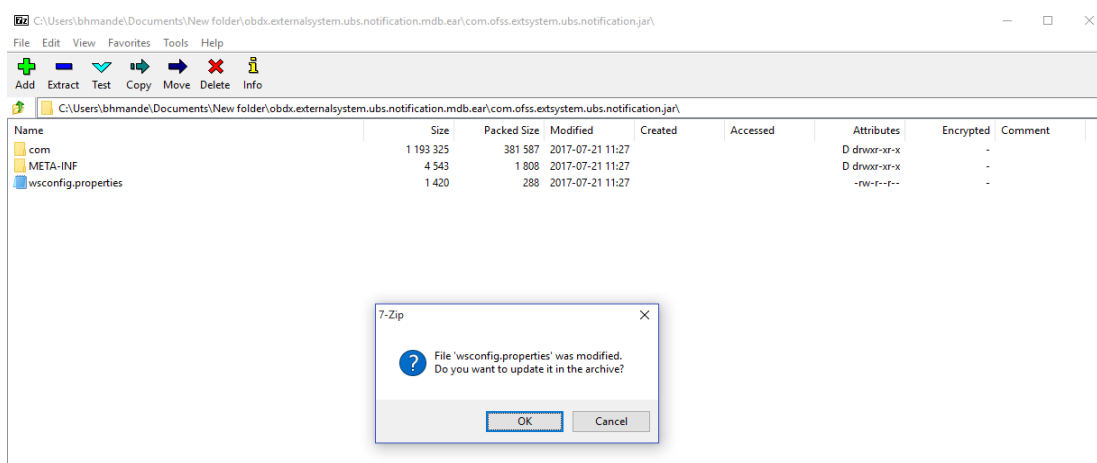 C:\Users\bhmande\Documents\New folder\obdx.externalsystem.ubs.notification.mdb.ear\com.ofss.extsystem.ubs.notification.jar\
File Edit View Favorites Tools Help
Add Extract Test Copy Move Delete Info
C:\Users\bhmande\Documents\New folder\obdx.externalsystem.ubs.notification.mdb.ear\com.ofss.extsystem.ubs.notification.jar\
Name Size Packed Size Modified Created Accessed Attributes Encrypted Comment
com 1 193 325 381 587 2017-07-21 11:27 D drwxr-xr-x -
META-INF 4 543 1 808 2017-07-21 11:27 D drwxr-xr-x -
wsconfig.properties 1 420 288 2017-07-21 11:27 -rw-r--r-- -
7-Zip
File 'wsconfig.properties' was modified.
Do you want to update it in the archive?
OK Cancel